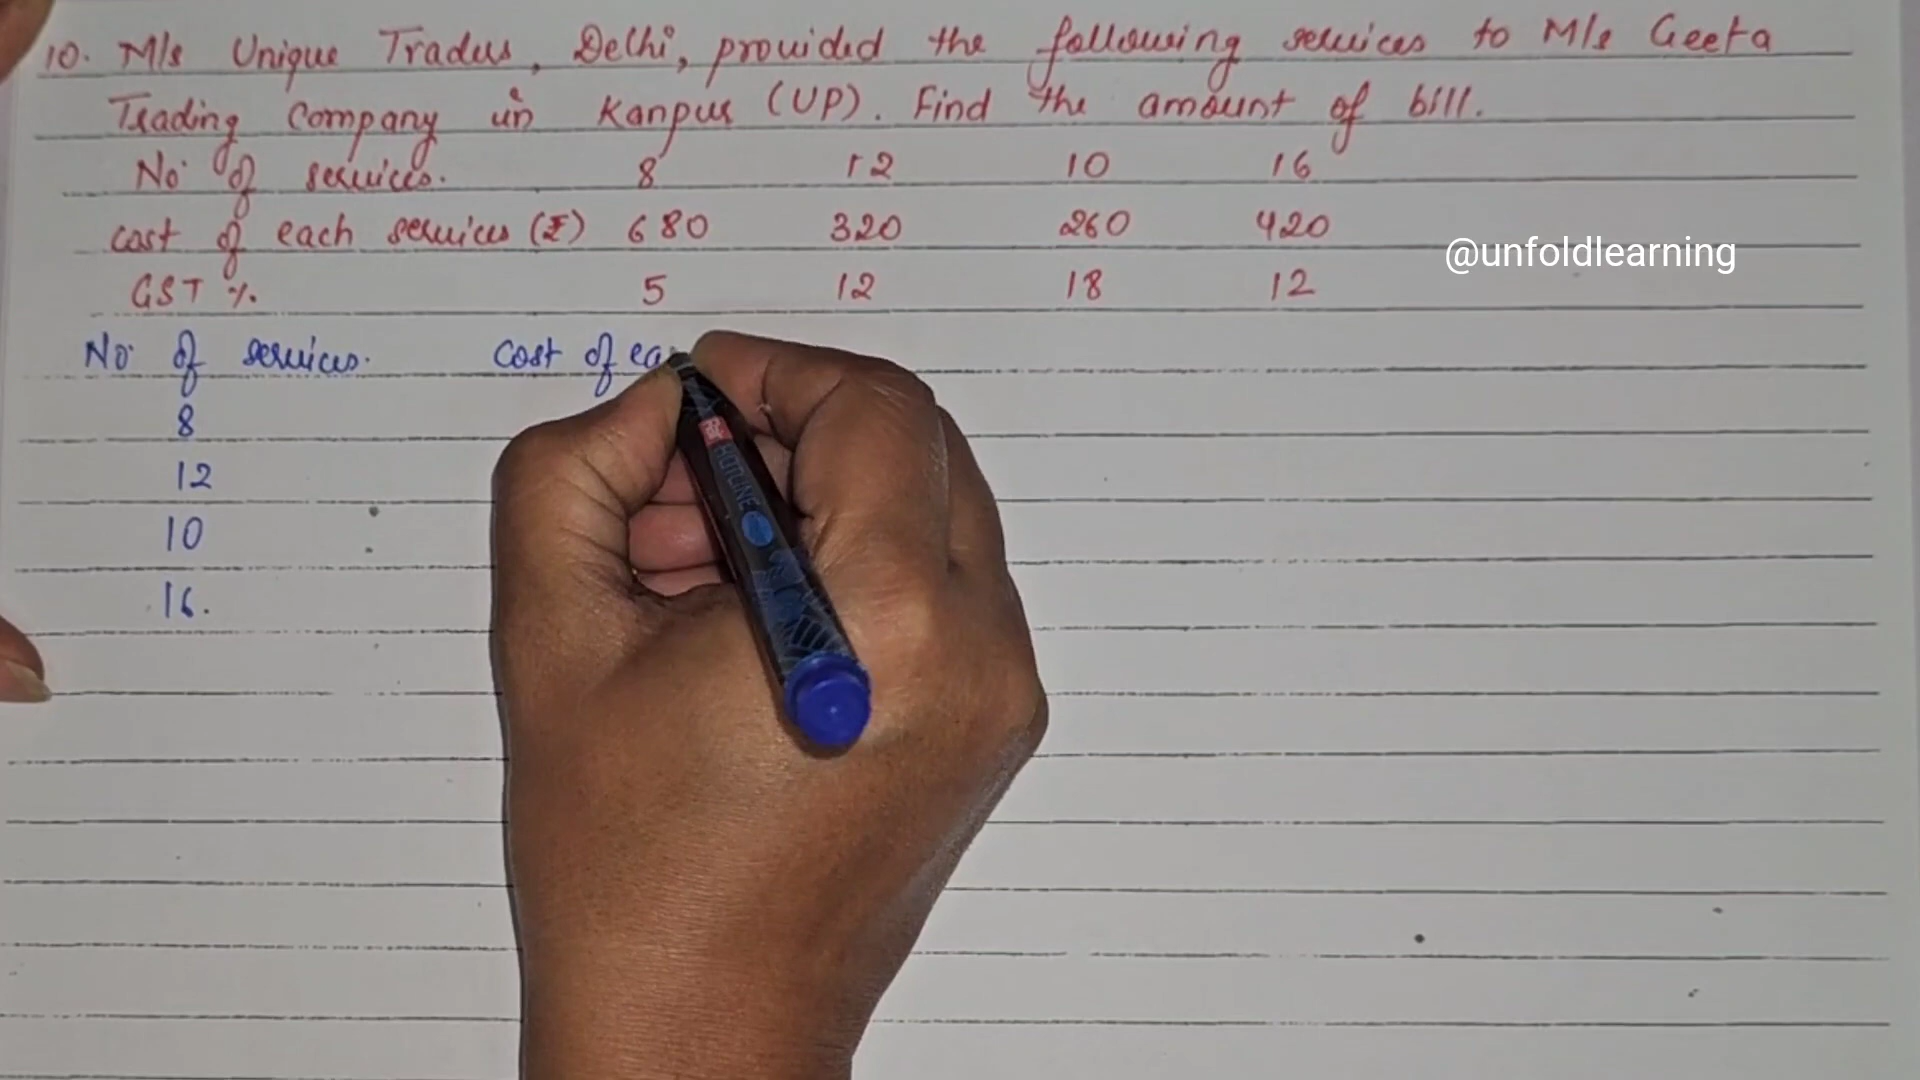 10. M/s Unique Traders, Delhi, provided the following services to M/s Geeta
Trading Company in Kanpur (UP). Find the amount of bill.
No of services. 8 12 10 16
cost of each services (₹) 680 320 260 420
@unfoldlearning
GST %. 5 12 18 12
No of services. Cost of ea
8
12
10
16.
HOTLINE